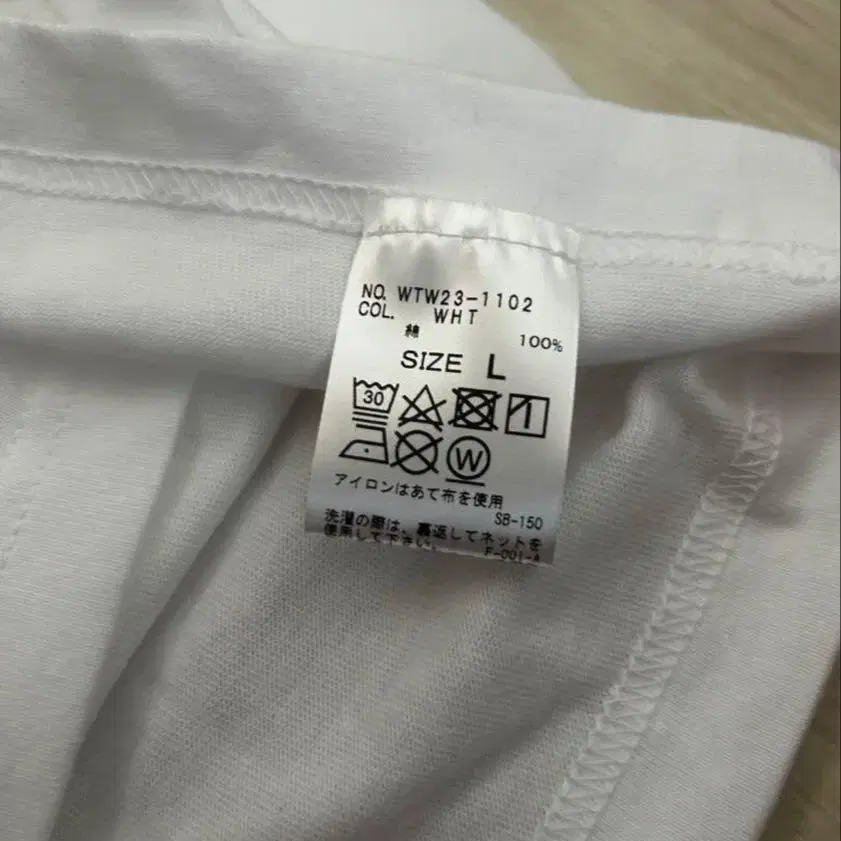 NO. WTW23-1102
COL. WHT
綿 100%
SIZE L
30
W
アイロンはあて布を使用
SB-150
洗濯の際は、裏返してネットを
使用して下さい。 F-001-A